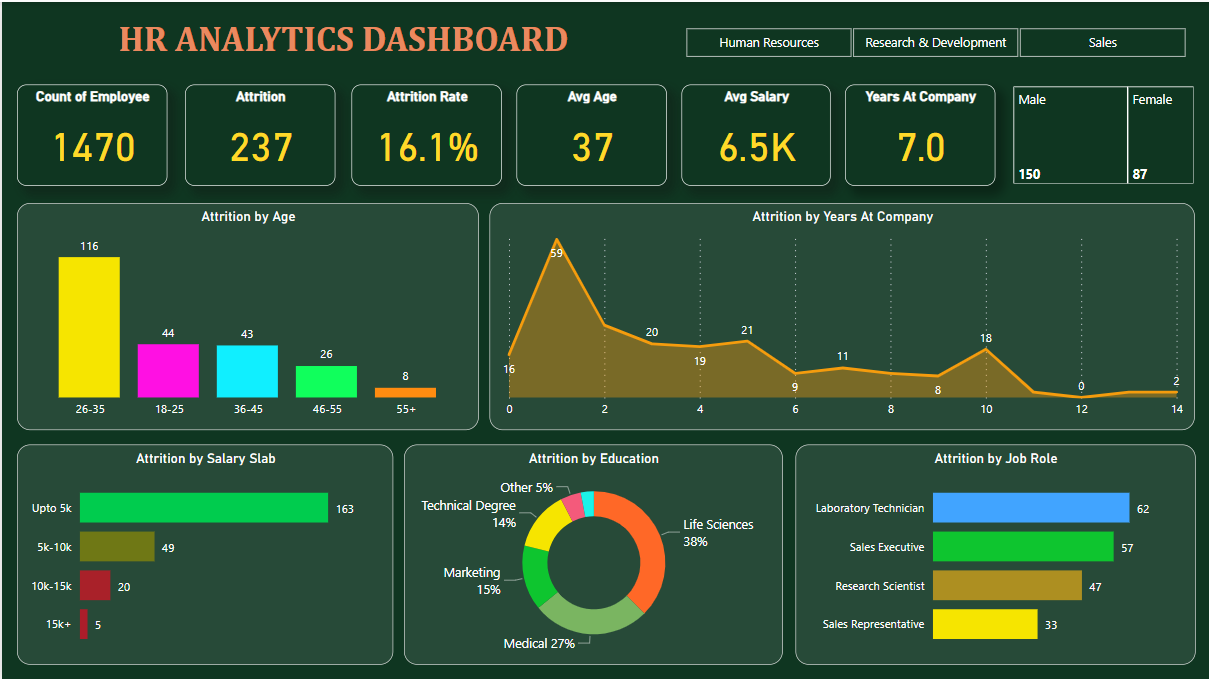 HR ANALYTICS DASHBOARD
Human Resources
Research & Development
Sales
Count of Employee
1470
Attrition
237
Attrition Rate
16.1%
Avg Age
37
Avg Salary
6.5K
Years At Company
7.0
Male
150
Female
87
Attrition by Age
116
44
43
26
8
26-35
18-25
36-45
46-55
55+
Attrition by Years At Company
16
59
20
19
21
9
11
8
18
0
2
0
2
4
6
8
10
12
14
Attrition by Salary Slab
Upto 5k
163
5k-10k
49
10k-15k
20
15k+
5
Attrition by Education
Other 5%
Technical Degree
14%
Life Sciences
38%
Marketing
15%
Medical 27%
Attrition by Job Role
Laboratory Technician
62
Sales Executive
57
Research Scientist
47
Sales Representative
33